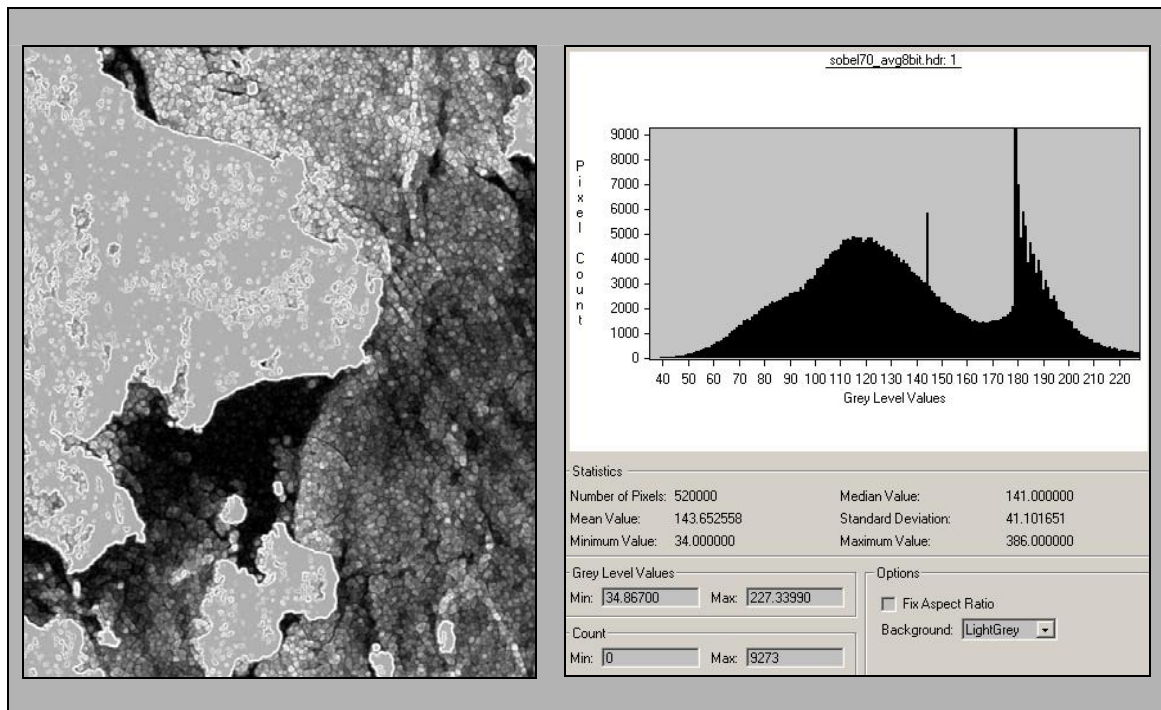 sobel70_avg8bit.hdr: 1
9000
8000
7000
6000
5000
4000
3000
2000
1000
0
Pixel Count
40 50 60 70 80 90 100 110 120 130 140 150 160 170 180 190 200 210 220
Grey Level Values
Statistics
Number of Pixels: 520000 Median Value: 141.000000
Mean Value: 143.652558 Standard Deviation: 41.101651
Minimum Value: 34.000000 Maximum Value: 386.000000
Grey Level Values
Min: 34.86700 Max: 227.33990
Options
Fix Aspect Ratio
Background: LightGrey
Count
Min: 0 Max: 9273